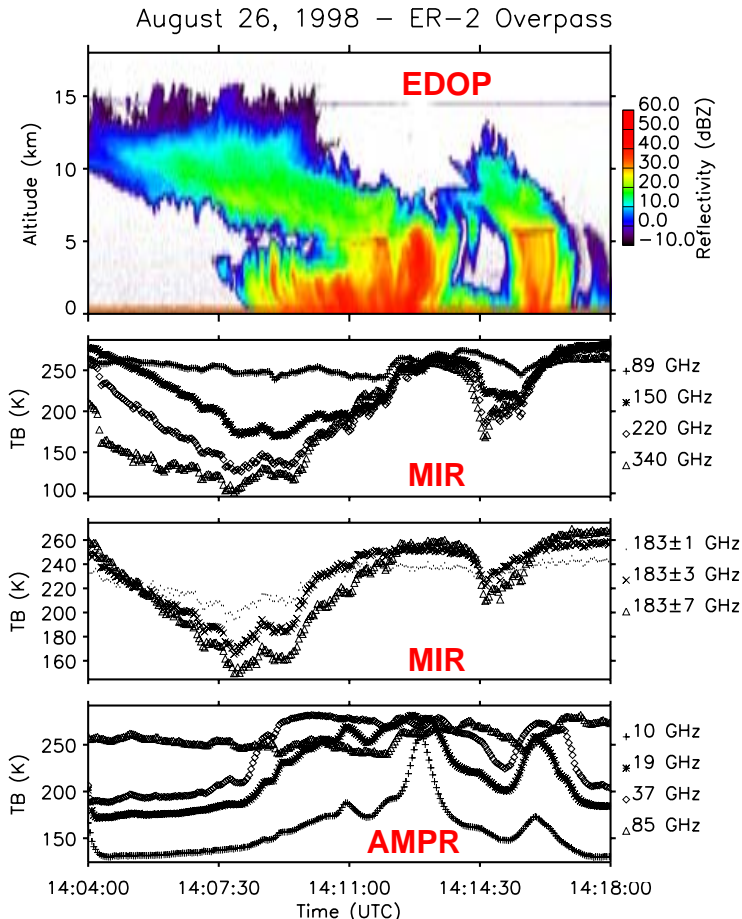 August 26, 1998 – ER-2 Overpass
EDOP
15
10
5
0
Altitude (km)
60.0
50.0
40.0
30.0
20.0
10.0
0.0
-10.0
Reflectivity (dBZ)
250
200
150
100
TB (K)
MIR
89 GHz
150 GHz
220 GHz
340 GHz
260
240
220
200
180
160
TB (K)
MIR
183±1 GHz
183±3 GHz
183±7 GHz
250
200
150
TB (K)
AMPR
10 GHz
19 GHz
37 GHz
85 GHz
14:04:00 14:07:30 14:11:00 14:14:30 14:18:00
Time (UTC)